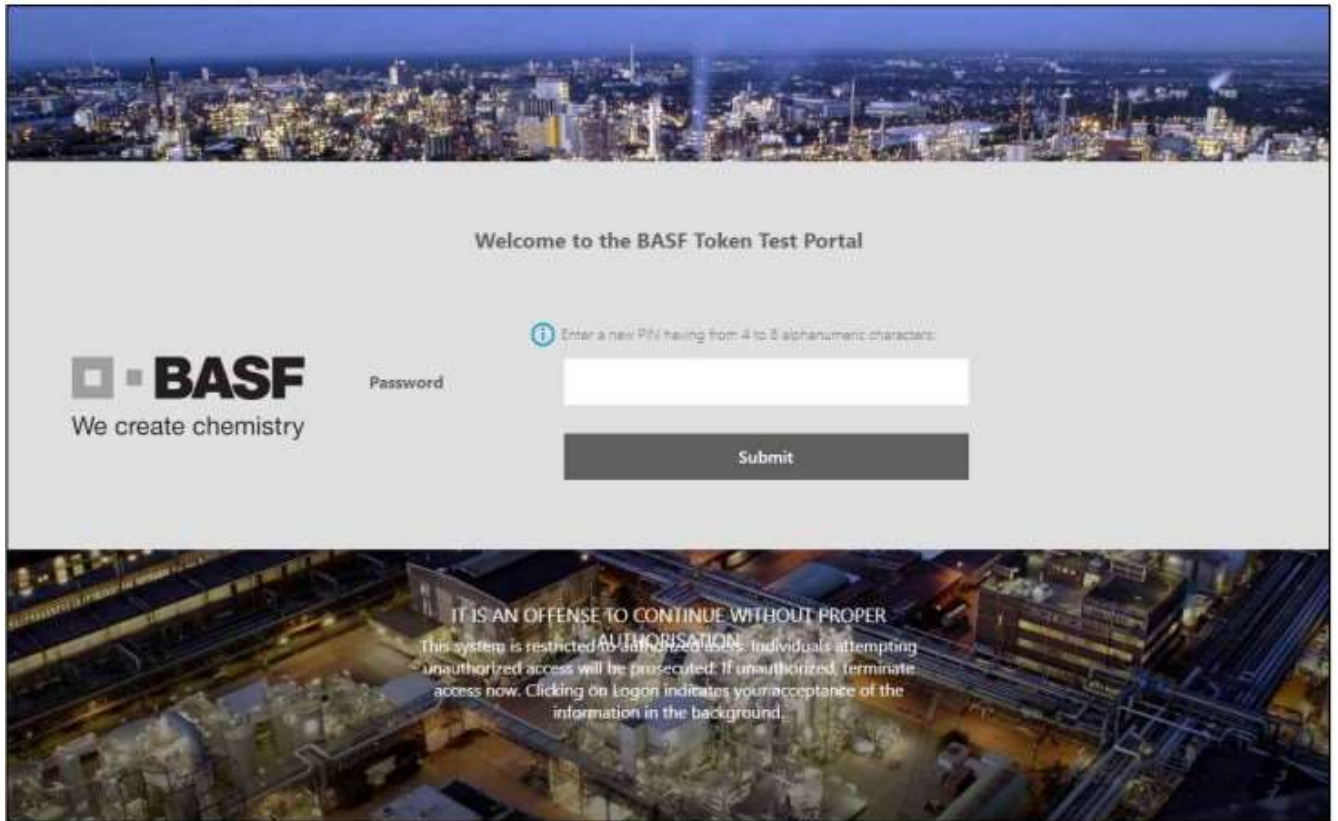 Welcome to the BASF Token Test Portal
Enter a new PIN having from 4 to 8 alphanumeric characters
BASF
We create chemistry
Password
Submit
IT IS AN OFFENSE TO CONTINUE WITHOUT PROPER
AUTHORISATION
This system is restricted to authorized users. Individuals attempting
unauthorized access will be prosecuted. If unauthorized, terminate
access now. Clicking on Logon indicates your acceptance of the
information in the background.